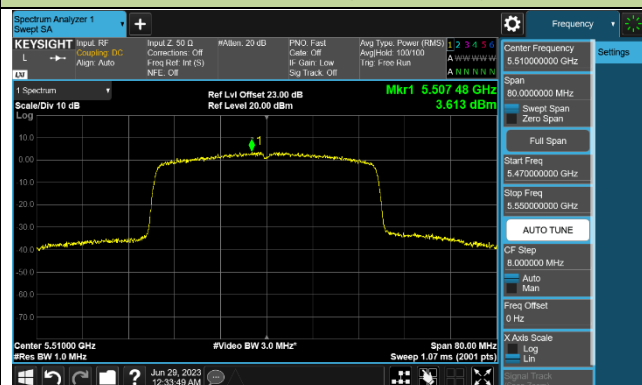 Spectrum Analyzer 1
Swept SA
Frequency
KEYSIGHT
Input: RF
Coupling: DC
Align: Auto
Input Z: 50 Ω
Corrections: Off
Freq Ref: Int (S)
NFE: Off
#Atten: 20 dB
PNO: Fast
Gate: Off
IF Gain: Low
Sig Track: Off
Avg Type: Power (RMS)
Avg|Hold: 100/100
Trig: Free Run
1 2 3 4 5 6
A W W W W W
A N N N N N
L
LXI
1 Spectrum
Scale/Div 10 dB
Log
Ref Lvl Offset 23.00 dB
Ref Level 20.00 dBm
Mkr1 5.507 48 GHz
3.613 dBm
1
10.0
0.00
-10.0
-20.0
-30.0
-40.0
-50.0
-60.0
-70.0
Center 5.51000 GHz
#Res BW 1.0 MHz
#Video BW 3.0 MHz*
Span 80.00 MHz
Sweep 1.07 ms (2001 pts)
Center Frequency
5.510000000 GHz
Settings
Span
80.0000000 MHz
Swept Span
Zero Span
Full Span
Start Freq
5.470000000 GHz
Stop Freq
5.550000000 GHz
AUTO TUNE
CF Step
8.000000 MHz
Auto
Man
Freq Offset
0 Hz
X Axis Scale
Log
Lin
Signal Track
Jun 29, 2023
12:33:49 AM